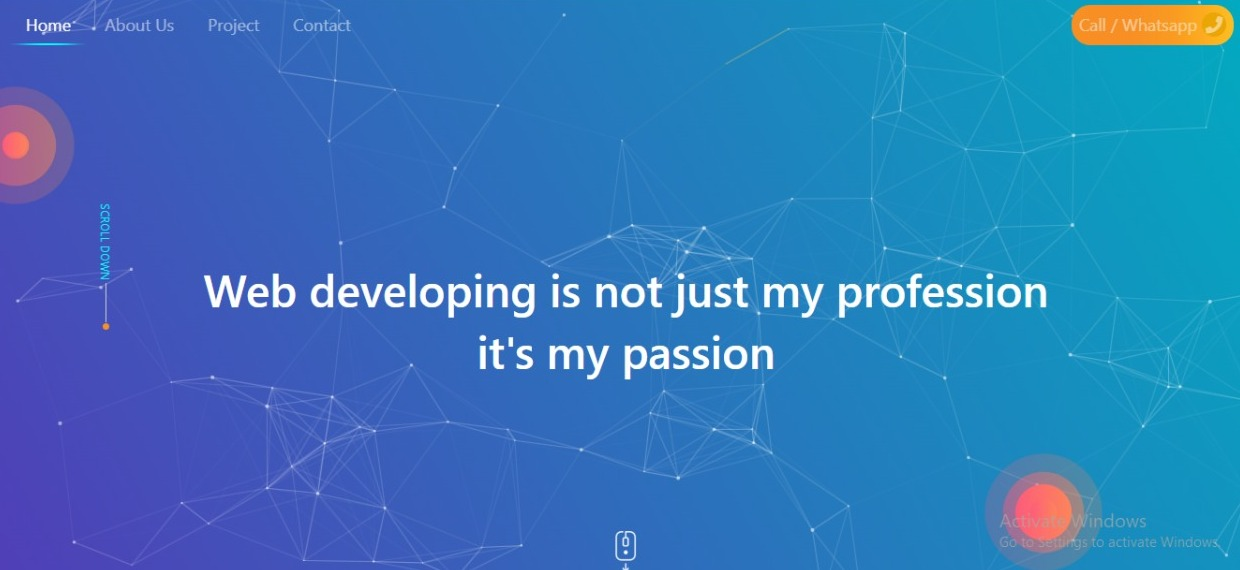 Home About Us Project Contact Call / Whatsapp
SCROLL DOWN
Web developing is not just my profession
it's my passion
Activate Windows
Go to Settings to activate Windows.